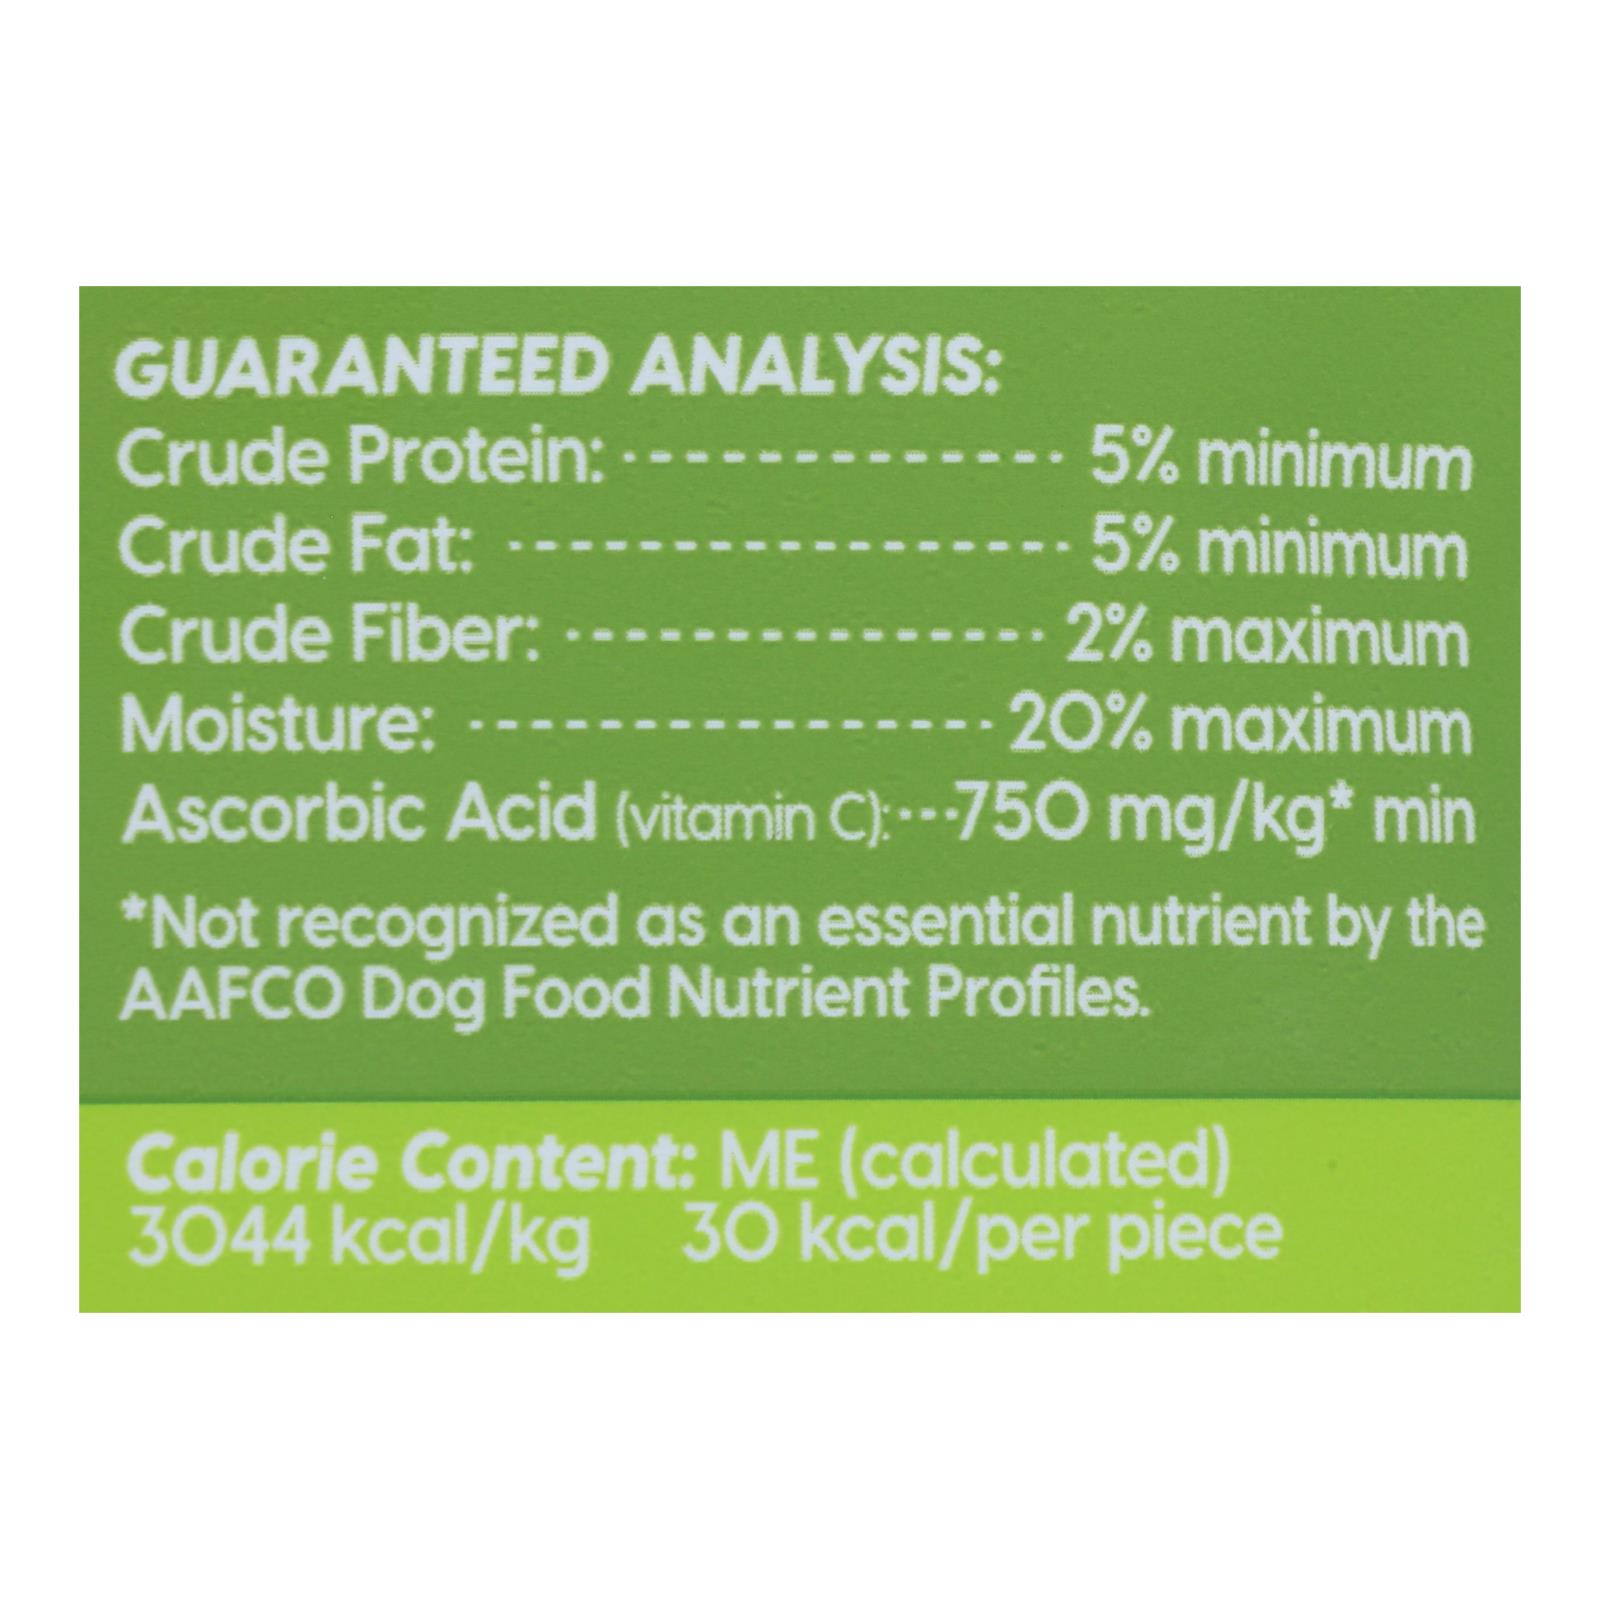 GUARANTEED ANALYSIS:
Crude Protein: -------------- 5% minimum
Crude Fat: ------------------ 5% minimum
Crude Fiber: --------------- 2% maximum
Moisture: ---------------- 20% maximum
Ascorbic Acid (vitamin C):---750 mg/kg* min
*Not recognized as an essential nutrient by the
AAFCO Dog Food Nutrient Profiles.
Calorie Content: ME (calculated)
3044 kcal/kg 30 kcal/per piece